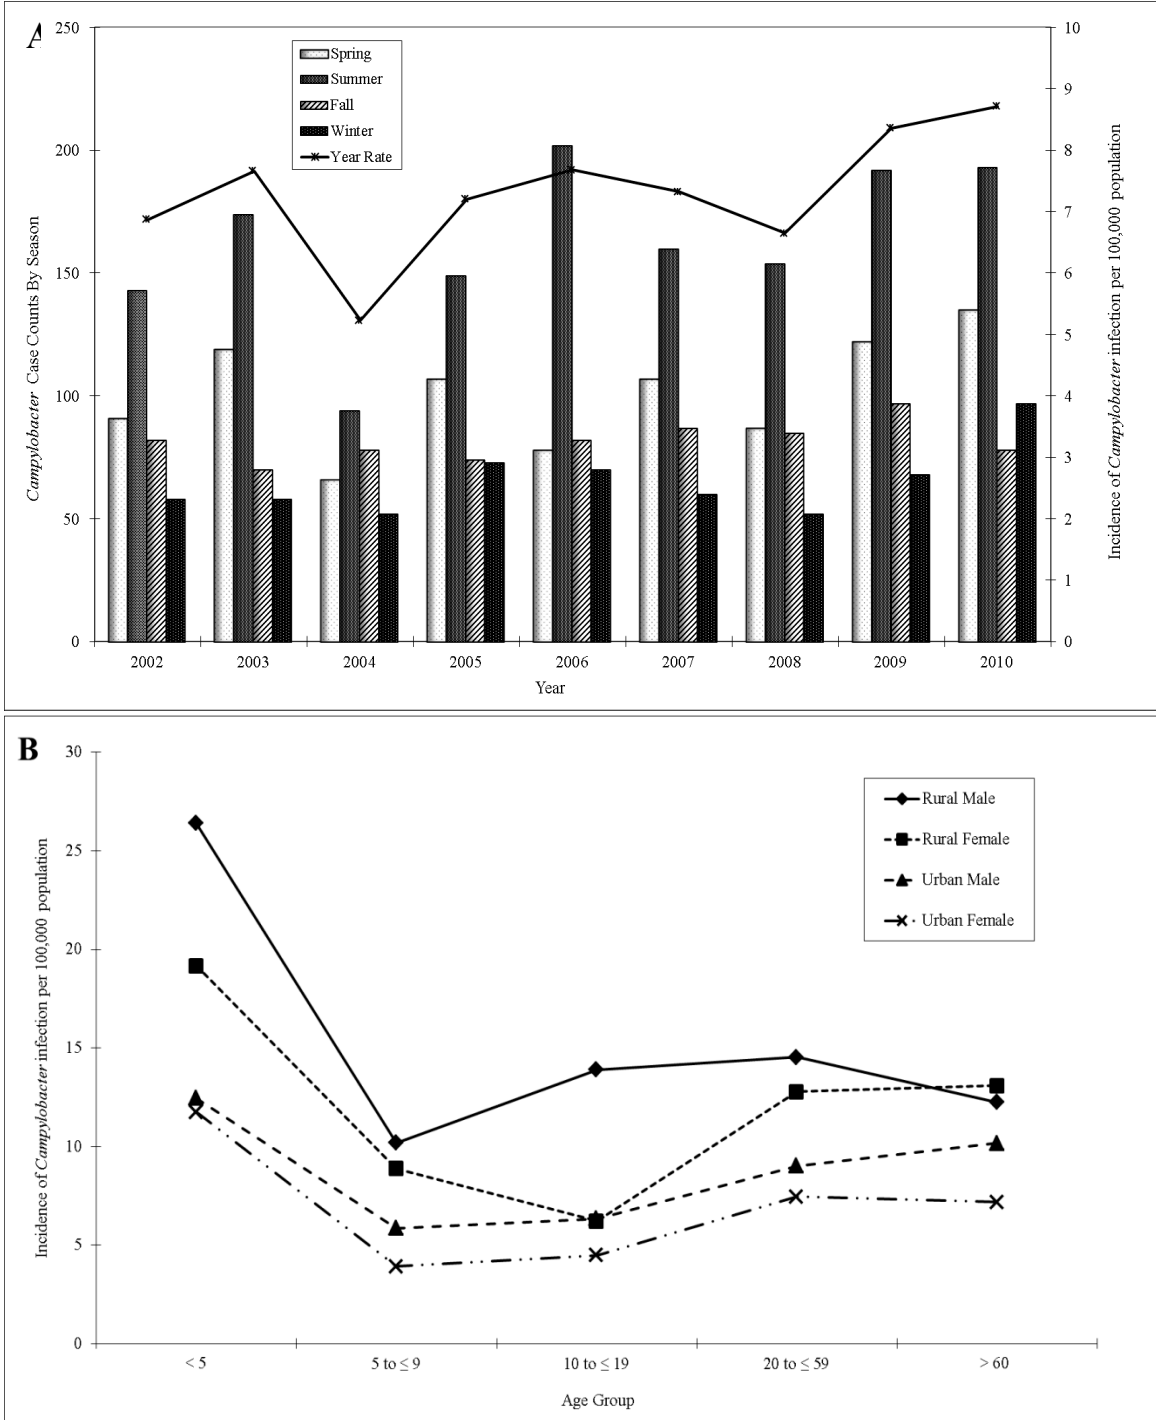 A
250
200
150
100
50
0
Campylobacter Case Counts By Season
Spring
Summer
Fall
Winter
Year Rate
10
9
8
7
6
5
4
3
2
1
0
Incidence of Campylobacter infection per 100,000 population
2002 2003 2004 2005 2006 2007 2008 2009 2010
Year
B
30
25
20
15
10
5
0
Incidence of Campylobacter infection per 100,000 population
Rural Male
Rural Female
Urban Male
Urban Female
< 5 5 to ≤ 9 10 to ≤ 19 20 to ≤ 59 > 60
Age Group